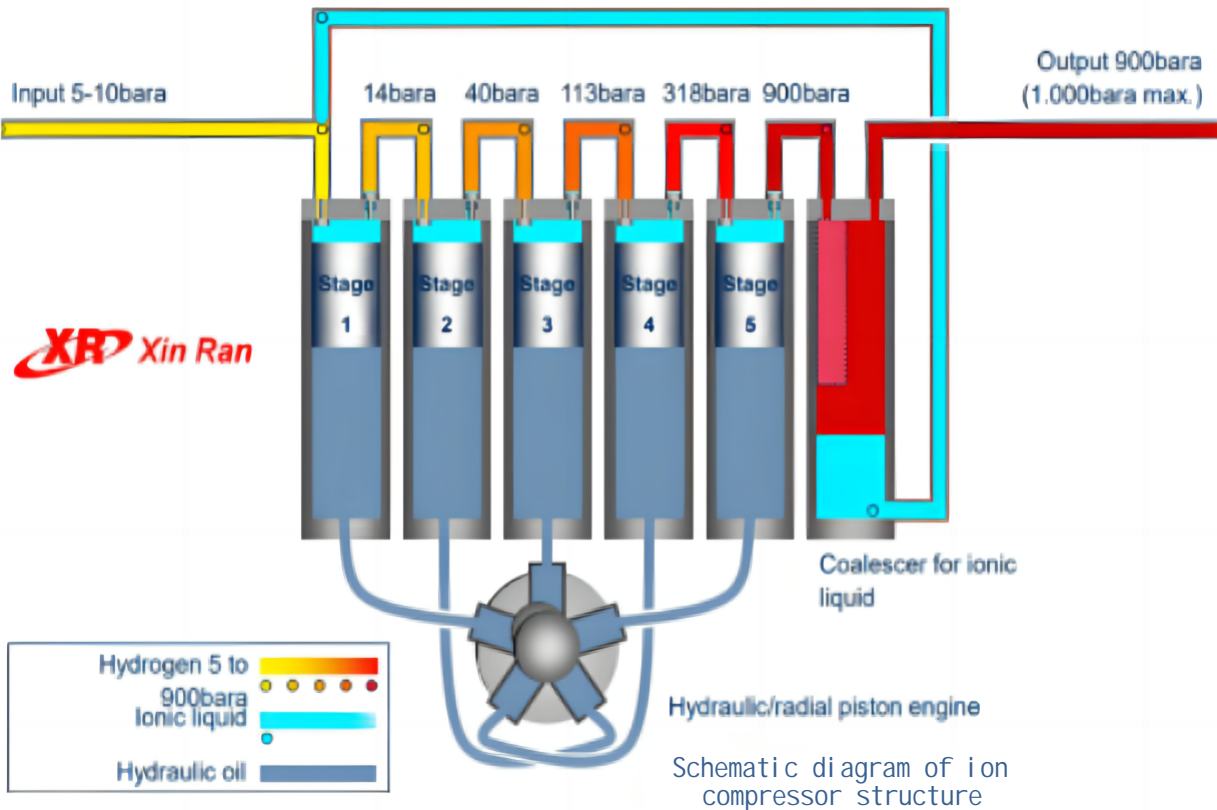 Input 5-10bara
14bara
40bara
113bara
318bara
900bara
Output 900bara
(1.000bara max.)
Stage
1
Stage
2
Stage
3
Stage
4
Stage
5
XR Xin Ran
Coalescer for ionic
liquid
Hydrogen 5 to
900bara
Ionic liquid
Hydraulic oil
Hydraulic/radial piston engine
Schematic diagram of ion
compressor structure